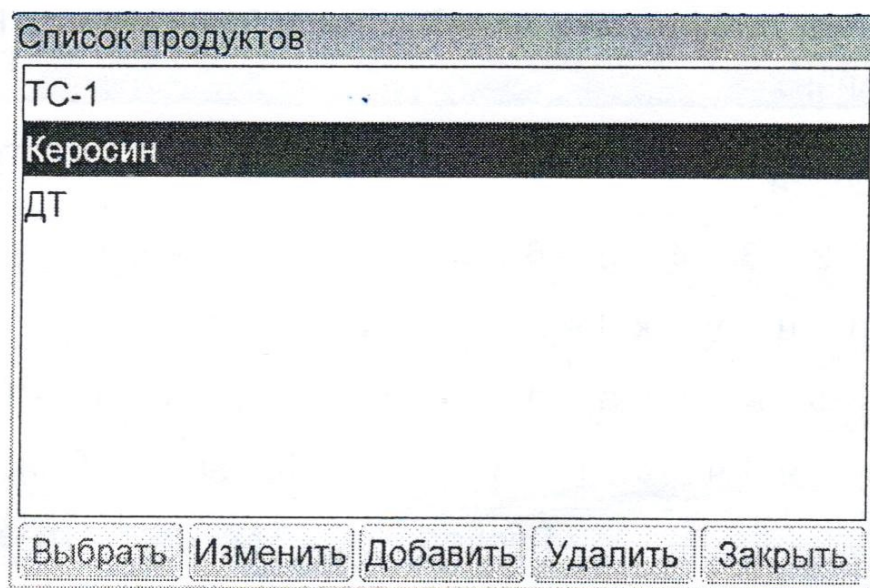 Список продуктов
ТС-1
Керосин
ДТ
Выбрать Изменить Добавить Удалить Закрыть